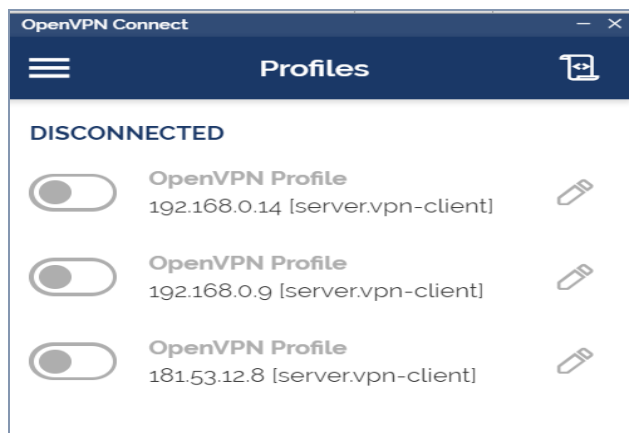 OpenVPN Connect
Profiles
DISCONNECTED
OpenVPN Profile
192.168.0.14 [server.vpn-client]
OpenVPN Profile
192.168.0.9 [server.vpn-client]
OpenVPN Profile
181.53.12.8 [server.vpn-client]